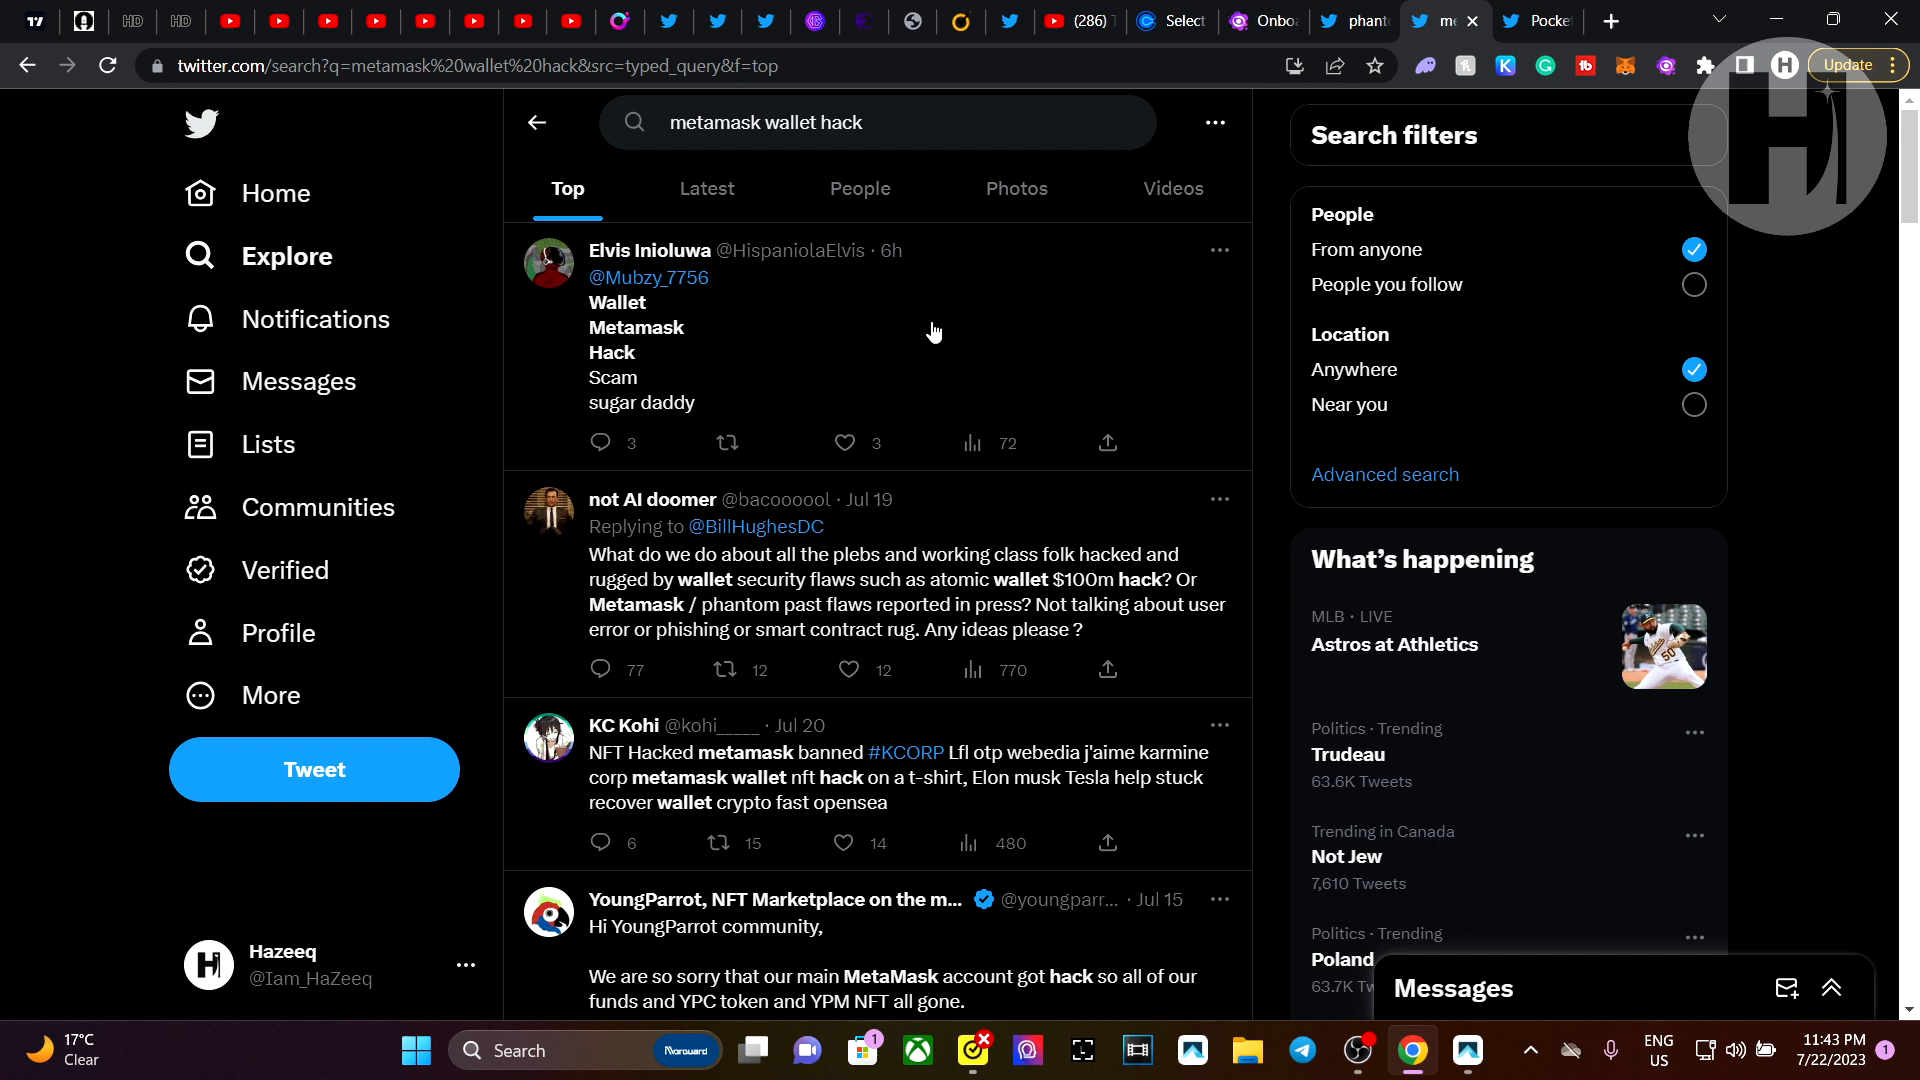 HD
HD
(286)
Select
Onbo
phant
me
Pocke
twitter.com/search?q=metamask%20wallet%20hack&src=typed_query&f=top
Update
metamask wallet hack
Top
Latest
People
Photos
Videos
Home
Explore
Notifications
Messages
Lists
Communities
Verified
Profile
More
Tweet
Hazeeq
@Iam_HaZeeq
Elvis Inioluwa @HispaniolaElvis · 6h
@Mubzy_7756
Wallet
Metamask
Hack
Scam
sugar daddy
3
3
72
not AI doomer @bacoooool · Jul 19
Replying to @BillHughesDC
What do we do about all the plebs and working class folk hacked and
rugged by wallet security flaws such as atomic wallet $100m hack? Or
Metamask / phantom past flaws reported in press? Not talking about user
error or phishing or smart contract rug. Any ideas please ?
77
12
12
770
KC Kohi @kohi_____ · Jul 20
NFT Hacked metamask banned #KCORP Lfl otp webedia j'aime karmine
corp metamask wallet nft hack on a t-shirt, Elon musk Tesla help stuck
recover wallet crypto fast opensea
6
15
14
480
YoungParrot, NFT Marketplace on the m... @youngparr... · Jul 15
Hi YoungParrot community,
We are so sorry that our main MetaMask account got hack so all of our
funds and YPC token and YPM NFT all gone.
Search filters
People
From anyone
People you follow
Location
Anywhere
Near you
Advanced search
What's happening
MLB · LIVE
Astros at Athletics
Politics · Trending
Trudeau
63.6K Tweets
Trending in Canada
Not Jew
7,610 Tweets
Politics · Trending
Poland
63.7K Tw
Messages
17°C
Clear
Search
1
ENG
US
11:43 PM
7/22/2023
1